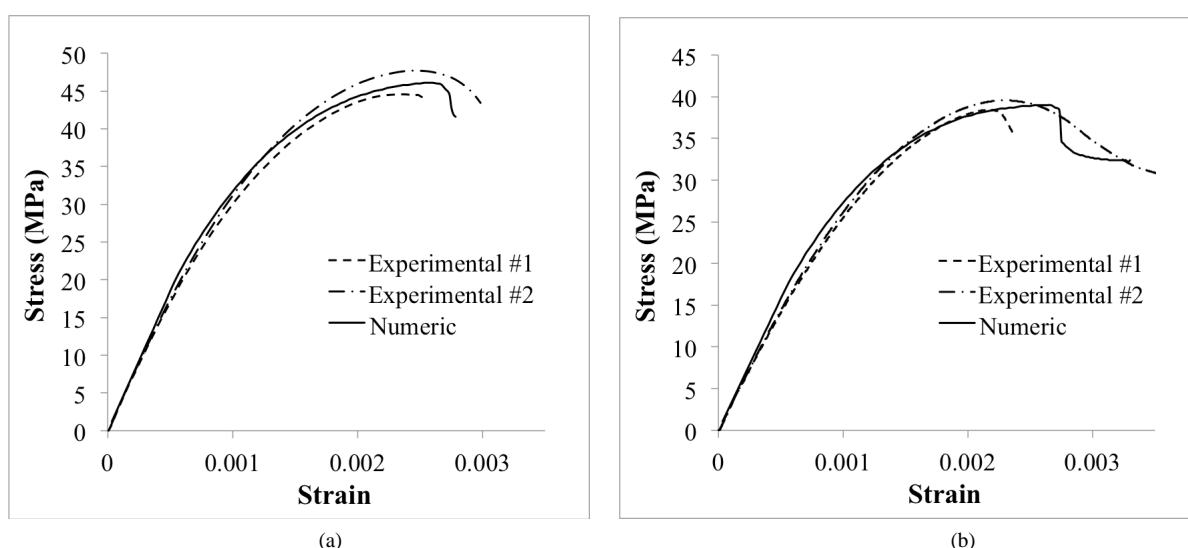 50
45
40
35
30
25
20
15
10
5
0
Stress (MPa)
Experimental #1
Experimental #2
Numeric
0 0.001 0.002 0.003
Strain
(a)
45
40
35
30
25
20
15
10
5
0
Stress (MPa)
Experimental #1
Experimental #2
Numeric
0 0.001 0.002 0.003
Strain
(b)